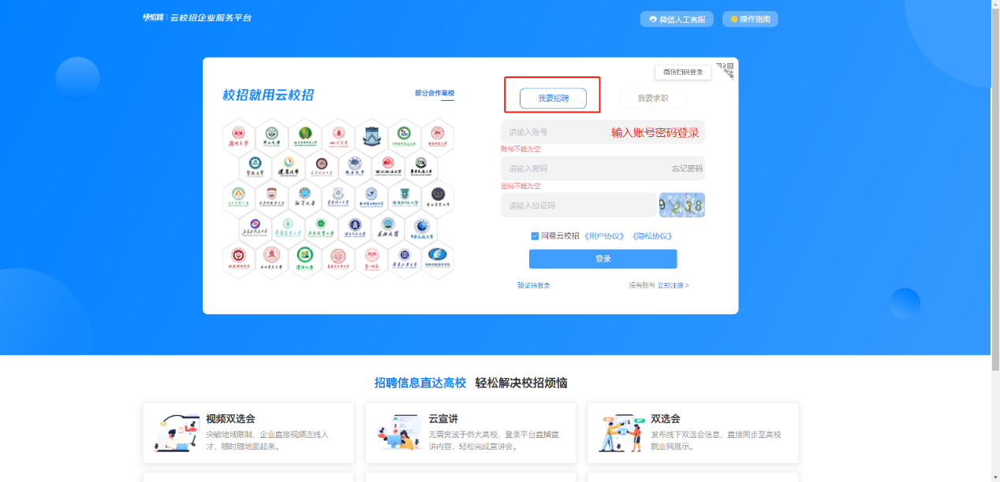 快招聘 | 云校招企业服务平台
微信人工客服
操作指南
微信扫码登录
校招就用云校招
部分合作高校
我要招聘
我要求职
请输入账号
输入账号密码登录
账号不能为空
请输入密码
忘记密码
密码不能为空
请输入验证码
9238
同意云校招 《用户协议》 《隐私协议》
登录
验证码登录
没有账号 立即注册 >
招聘信息直达高校 轻松解决校招烦恼
视频双选会
突破地域限制，企业直接视频连线人
才，随时随地面起来。
云宣讲
无需奔波于各大高校，登录平台直播宣
讲内容，轻松完成宣讲会。
双选会
发布线下双选会信息，直接同步至高校
就业网展示。